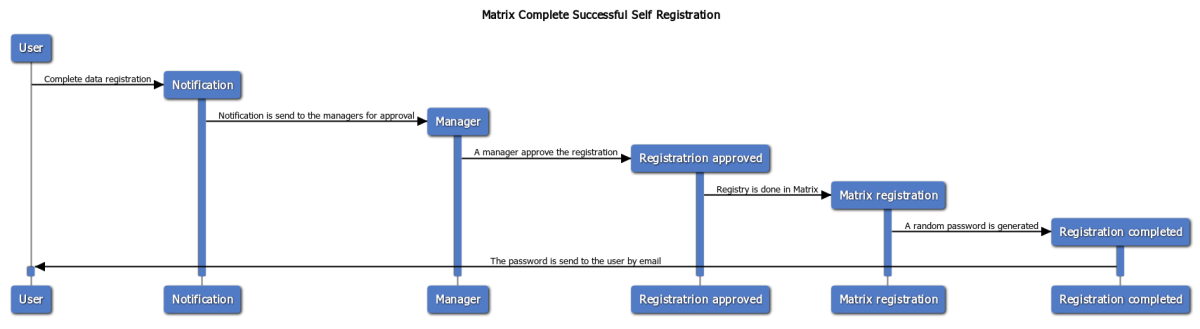 Matrix Complete Successful Self Registration
User
Complete data registration
Notification
Notification is send to the managers for approval
Manager
A manager approve the registration
Registratrion approved
Registry is done in Matrix
Matrix registration
A random password is generated
Registration completed
The password is send to the user by email
User
Notification
Manager
Registratrion approved
Matrix registration
Registration completed